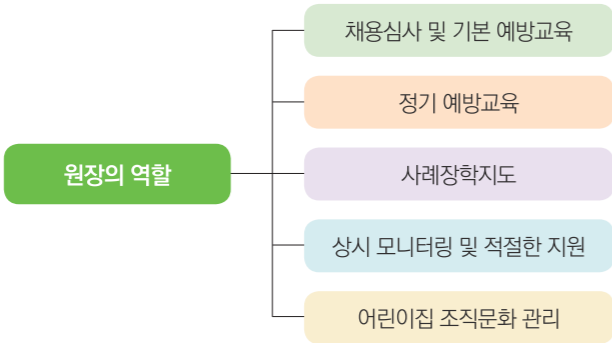 채용심사 및 기본 예방교육
정기 예방교육
원장의 역할
사례장학지도
상시 모니터링 및 적절한 지원
어린이집 조직문화 관리